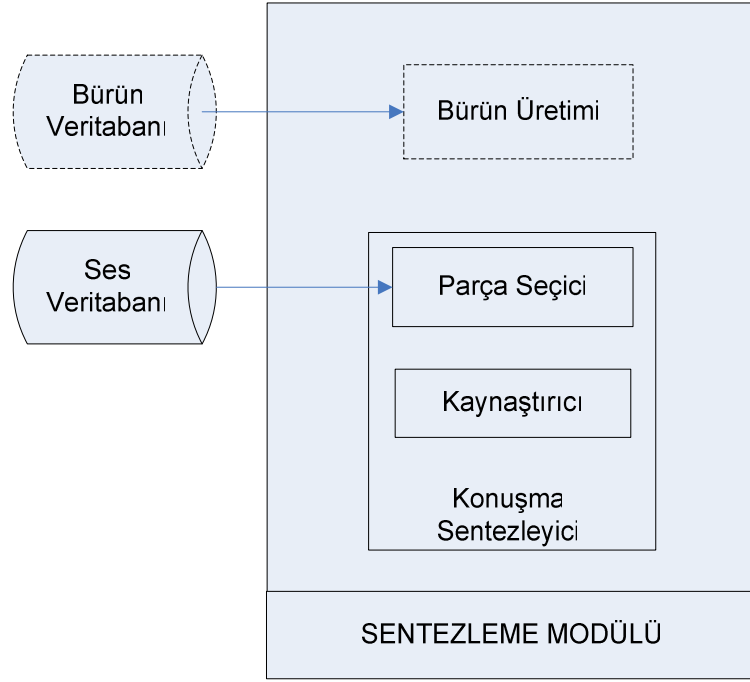 Bürün
Veritabanı
Bürün Üretimi
Ses
Veritabanı
Parça Seçici
Kaynaştırıcı
Konuşma
Sentezleyici
SENTEZLEME MODÜLÜ